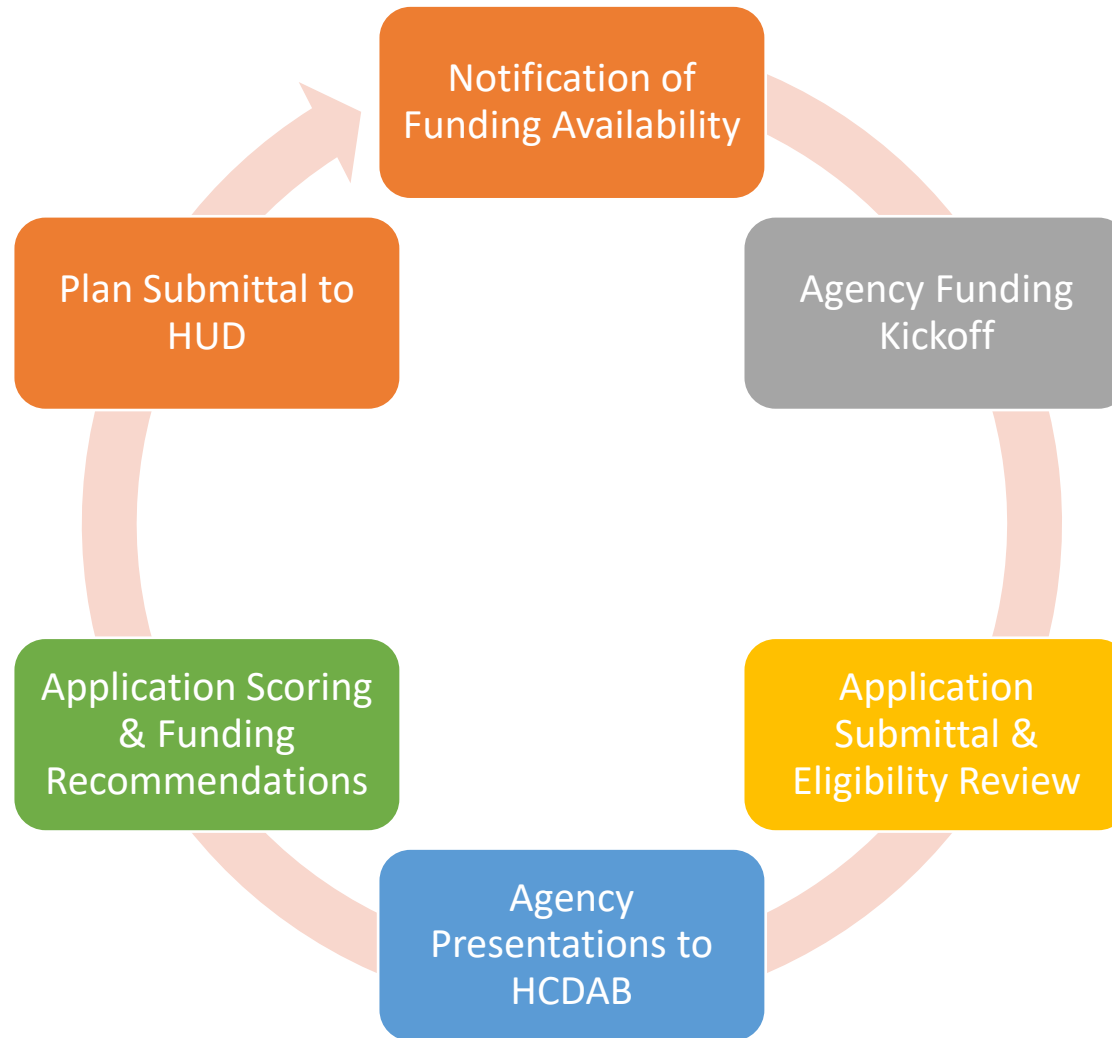 Notification of
Funding Availability
Agency Funding
Kickoff
Application
Submittal &
Eligibility Review
Agency
Presentations to
HCDAB
Application Scoring
& Funding
Recommendations
Plan Submittal to
HUD